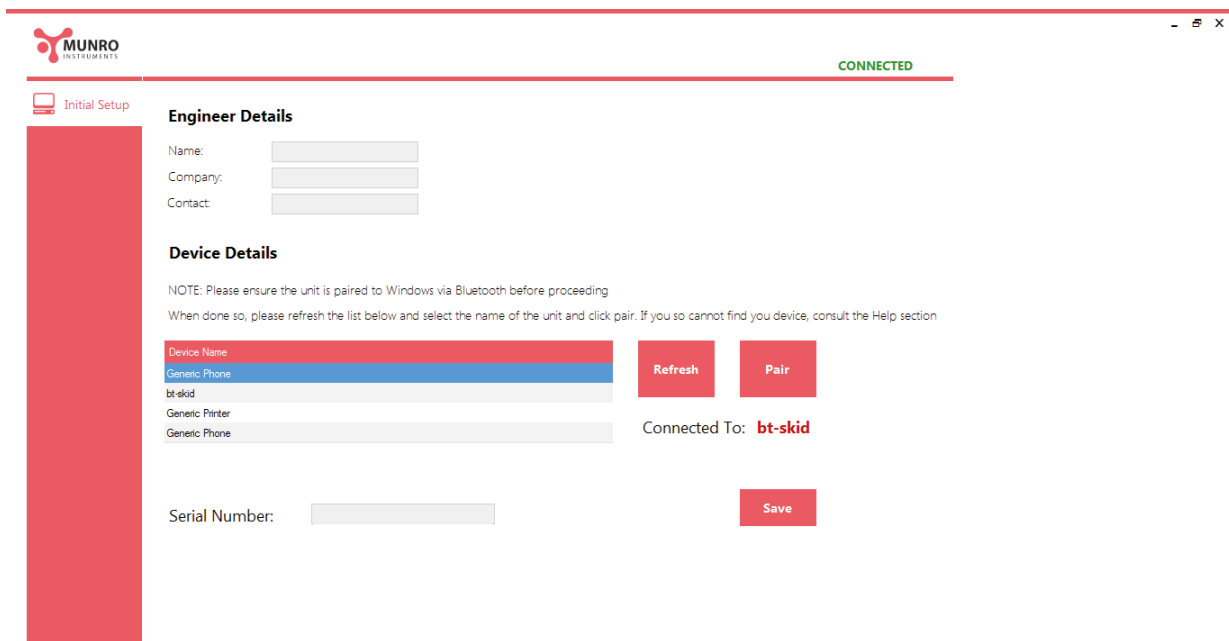 MUNRO
INSTRUMENTS
CONNECTED
Initial Setup
Engineer Details
Name:
Company:
Contact:
Device Details
NOTE: Please ensure the unit is paired to Windows via Bluetooth before proceeding
When done so, please refresh the list below and select the name of the unit and click pair. If you so cannot find you device, consult the Help section
Device Name
Generic Phone
bt-skid
Generic Printer
Generic Phone
Refresh
Pair
Connected To: bt-skid
Serial Number:
Save